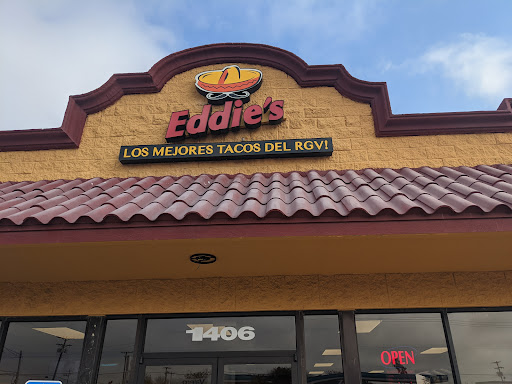 Eddie's
LOS MEJORES TACOS DEL RGV!
1406
OPEN